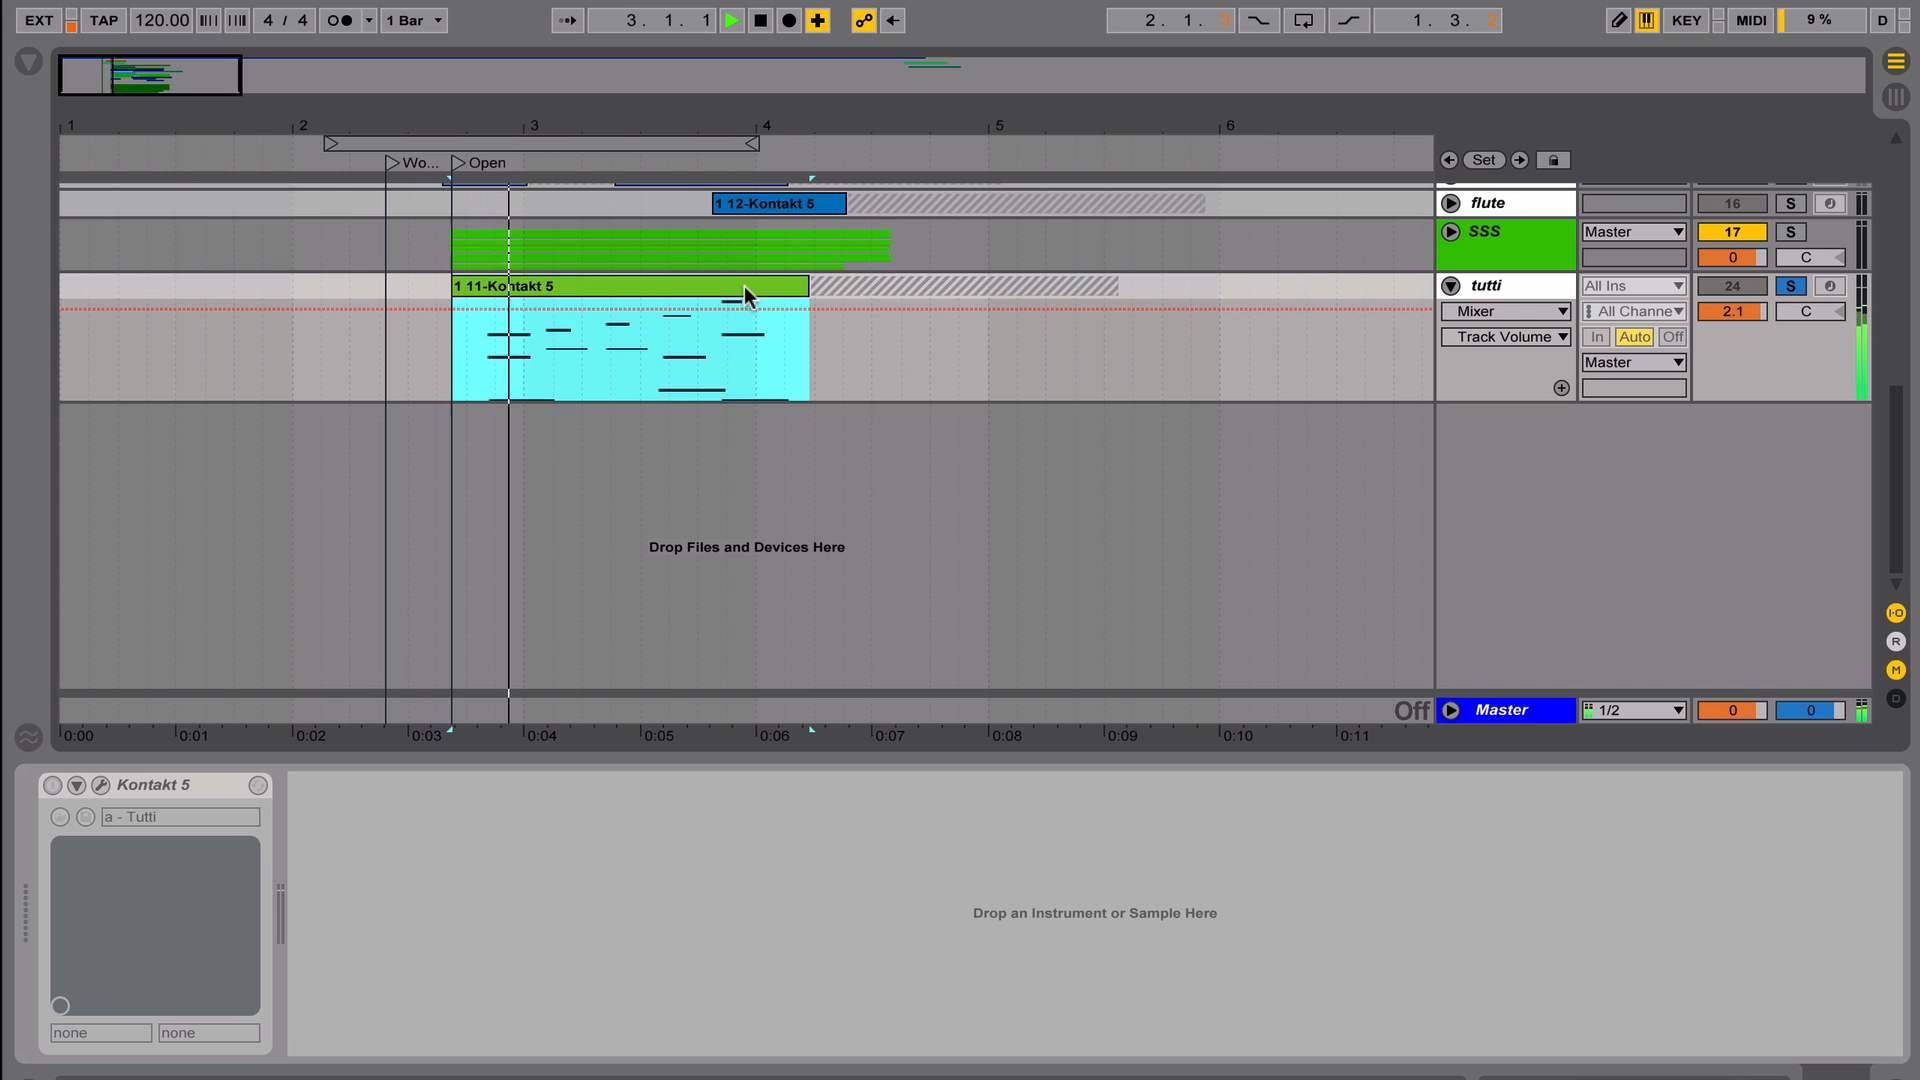 EXT TAP 120.00 4 / 4 1 Bar 3. 1. 1 2. 1. 3 1. 3. 2 KEY MIDI 9 % D
1 2 3 4 5 6
Wo... Open Set
1 12-Kontakt 5 flute 16 S
SSS Master 17 S
0 C
1 11-Kontakt 5 tutti All Ins 24 S
Mixer All Channe 2.1 C
Track Volume In Auto Off
Master
Drop Files and Devices Here
I·O
R
M
D
Off Master 1/2 0 0
0:00 0:01 0:02 0:03 0:04 0:05 0:06 0:07 0:08 0:09 0:10 0:11
Kontakt 5
a - Tutti
Drop an Instrument or Sample Here
none none